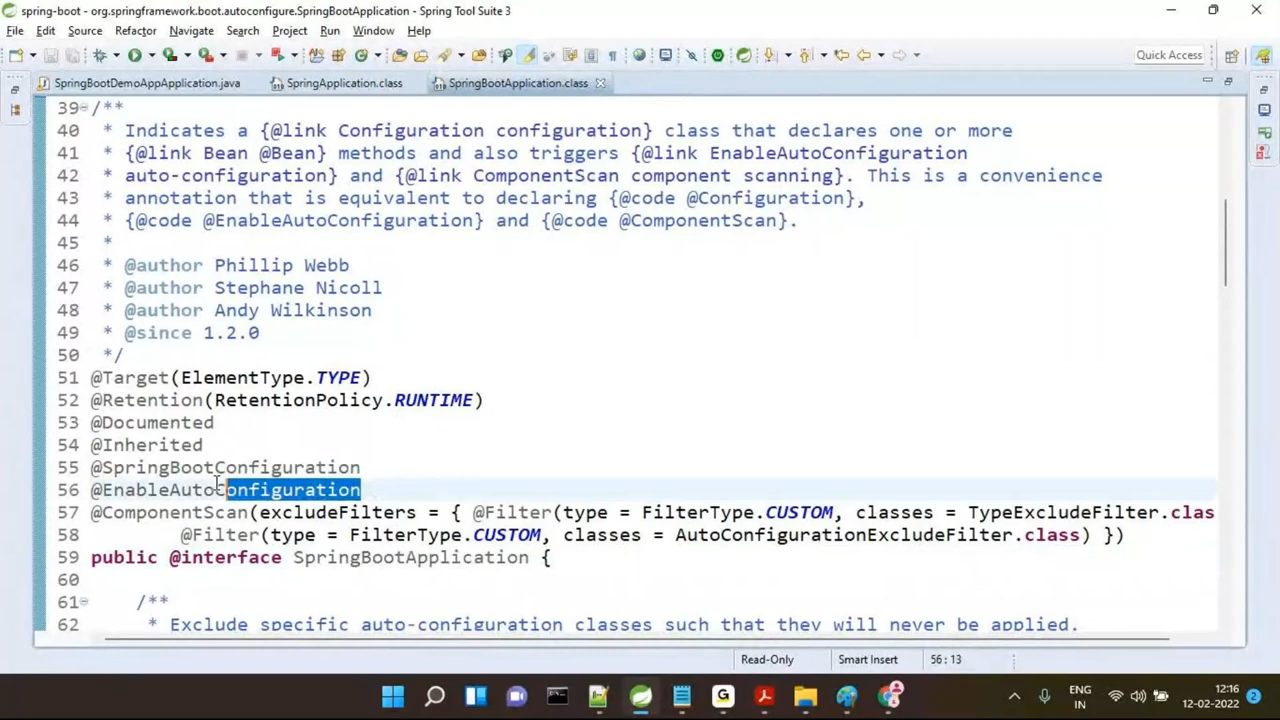 spring-boot - org.springframework.boot.autoconfigure.SpringBootApplication - Spring Tool Suite 3
File Edit Source Refactor Navigate Search Project Run Window Help
Quick Access
SpringBootDemoAppApplication.java SpringApplication.class SpringBootApplication.class
39 /**
40 * Indicates a {@link Configuration configuration} class that declares one or more
41 * {@link Bean @Bean} methods and also triggers {@link EnableAutoConfiguration
42 * auto-configuration} and {@link ComponentScan component scanning}. This is a convenience
43 * annotation that is equivalent to declaring {@code @Configuration},
44 * {@code @EnableAutoConfiguration} and {@code @ComponentScan}.
45 *
46 * @author Phillip Webb
47 * @author Stephane Nicoll
48 * @author Andy Wilkinson
49 * @since 1.2.0
50 */
51 @Target(ElementType.TYPE)
52 @Retention(RetentionPolicy.RUNTIME)
53 @Documented
54 @Inherited
55 @SpringBootConfiguration
56 @EnableAutoConfiguration
57 @ComponentScan(excludeFilters = { @Filter(type = FilterType.CUSTOM, classes = TypeExcludeFilter.clas
58 @Filter(type = FilterType.CUSTOM, classes = AutoConfigurationExcludeFilter.class) })
59 public @interface SpringBootApplication {
60
61 /**
62 * Exclude specific auto-configuration classes such that they will never be applied.
Read-Only Smart Insert 56 : 13
ENG 12:16
IN 12-02-2022 2